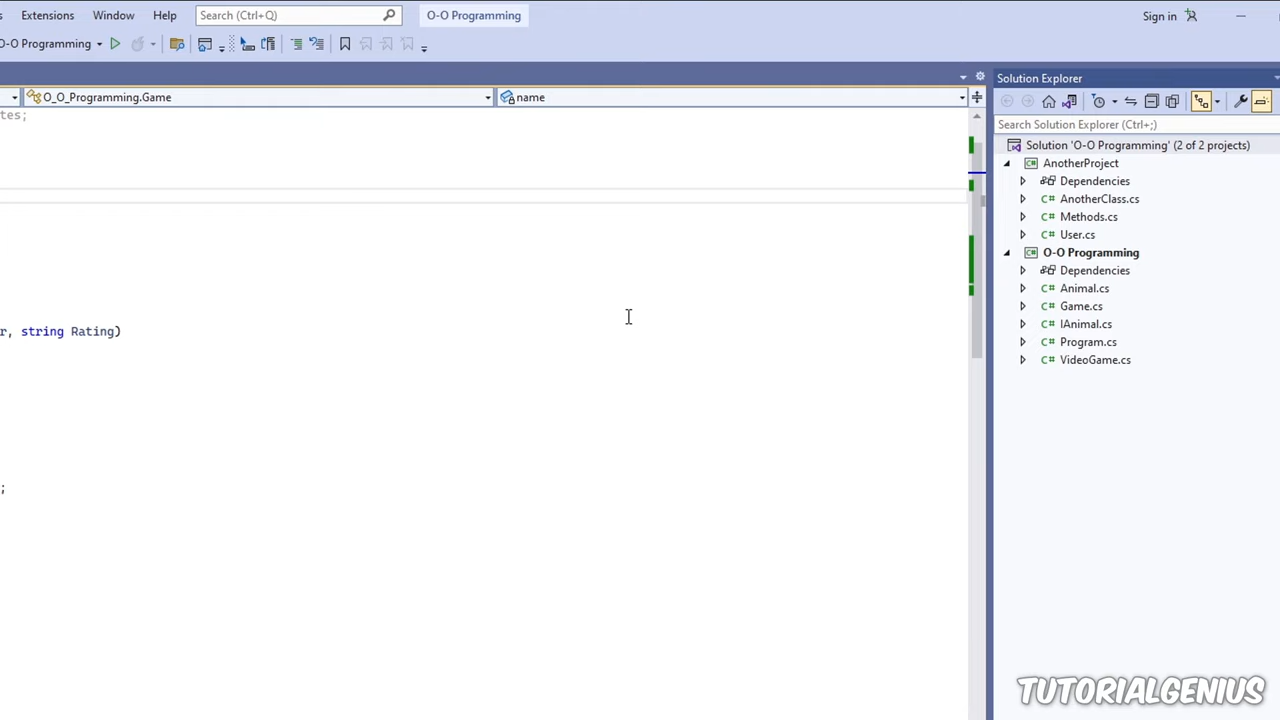 s Extensions Window Help Search (Ctrl+Q) O-O Programming Sign in
O-O Programming
O_O_Programming.Game name
tes;
r, string Rating)
;
Solution Explorer
Search Solution Explorer (Ctrl+;)
Solution 'O-O Programming' (2 of 2 projects)
AnotherProject
Dependencies
C# AnotherClass.cs
C# Methods.cs
C# User.cs
O-O Programming
Dependencies
C# Animal.cs
C# Game.cs
C# IAnimal.cs
C# Program.cs
C# VideoGame.cs
TUTORIALGENIUS